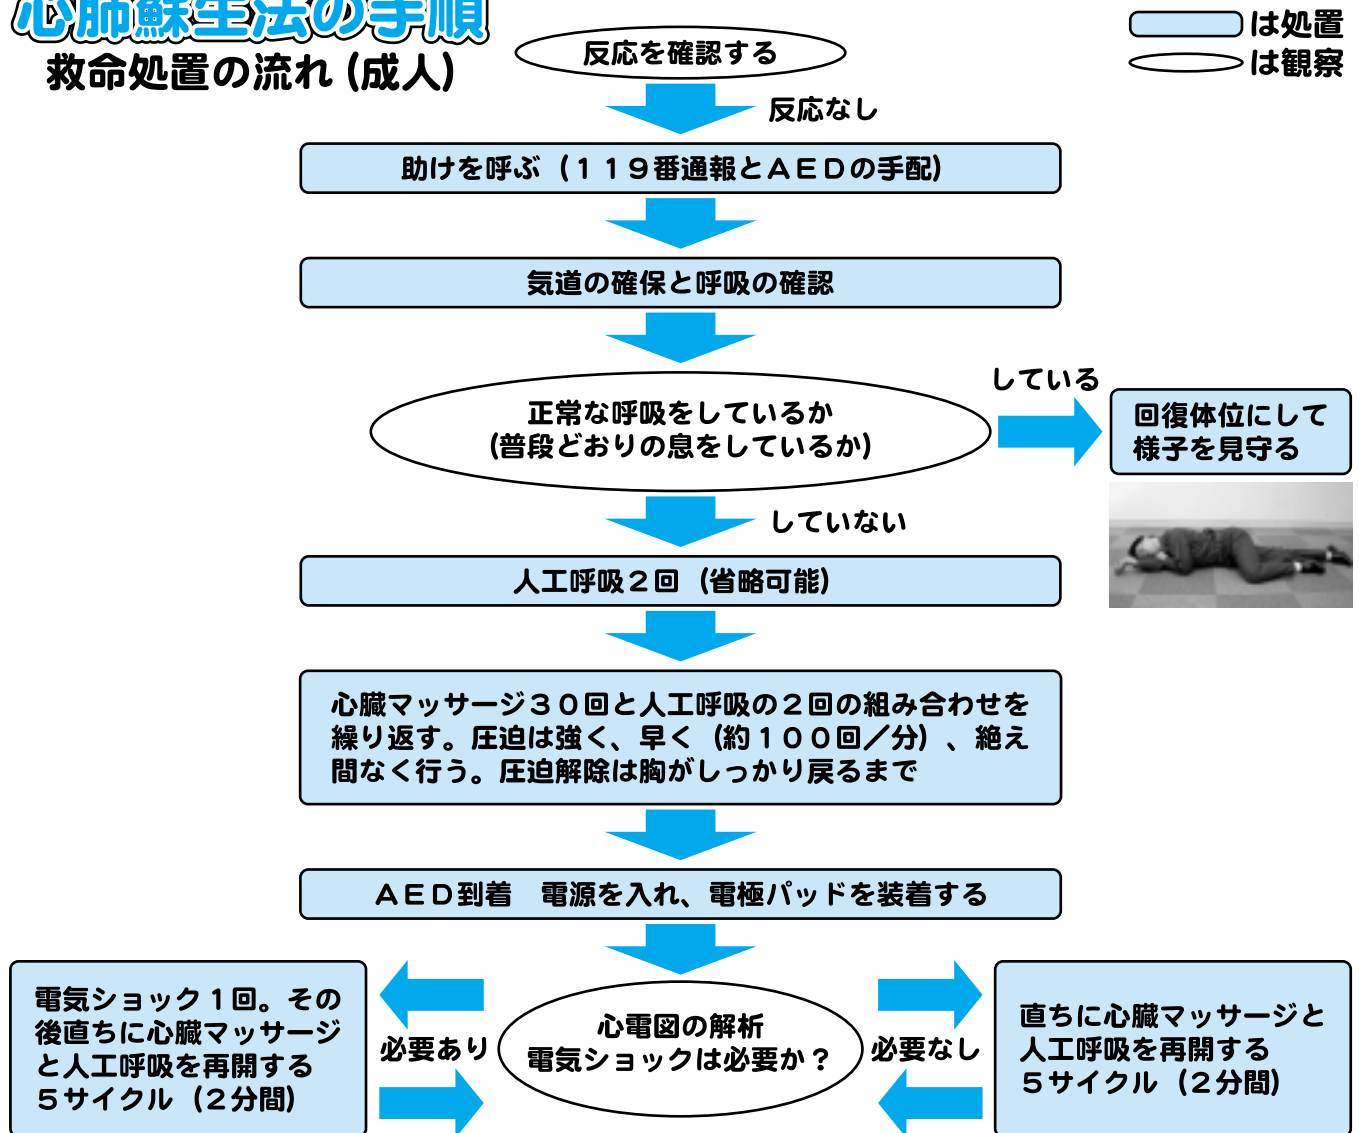 心肺蘇生法の手順
救命処置の流れ（成人）
は処置
は観察
反応を確認する
反応なし
助けを呼ぶ（１１９番通報とＡＥＤの手配）
気道の確保と呼吸の確認
正常な呼吸をしているか
（普段どおりの息をしているか）
している
回復体位にして
様子を見守る
していない
人工呼吸２回（省略可能）
心臓マッサージ３０回と人工呼吸の２回の組み合わせを
繰り返す。圧迫は強く、早く（約１００回／分）、絶え
間なく行う。圧迫解除は胸がしっかり戻るまで
ＡＥＤ到着　電源を入れ、電極パッドを装着する
電気ショック１回。その
後直ちに心臓マッサージ
と人工呼吸を再開する
５サイクル（２分間）
必要あり
心電図の解析
電気ショックは必要か？
必要なし
直ちに心臓マッサージと
人工呼吸を再開する
５サイクル（２分間）